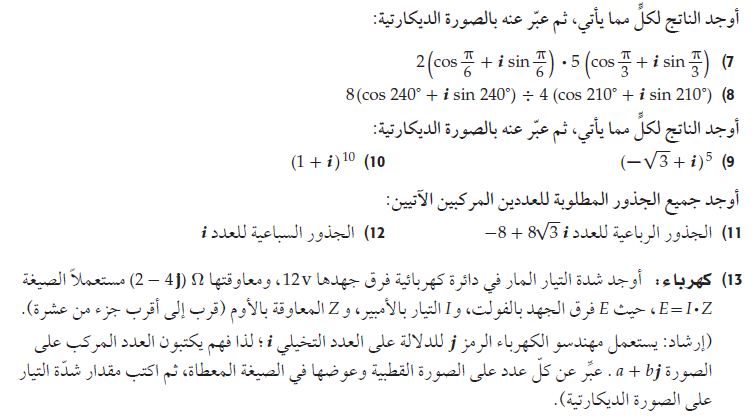 أوجد الناتج لكلٍّ مما يأتي، ثم عبّر عنه بالصورة الديكارتية:
(7 2(cos π/6 + i sin π/6) • 5(cos π/3 + i sin π/3)
(8 8(cos 240° + i sin 240°) ÷ 4 (cos 210° + i sin 210°)
أوجد الناتج لكلٍّ مما يأتي، ثم عبّر عنه بالصورة الديكارتية:
(9 (−√3 + i)⁵ (10 (1 + i)¹⁰
أوجد جميع الجذور المطلوبة للعددين المركبين الآتيين:
(11 الجذور الرباعية للعدد −8 + 8√3 i (12 الجذور السباعية للعدد i
(13 كهرباء: أوجد شدة التيار المار في دائرة كهربائية فرق جهدها 12v، ومعاوقتها (2 − 4j) Ω مستعملاً الصيغة
E = I • Z، حيث E فرق الجهد بالفولت، و I التيار بالأمبير، و Z المعاوقة بالأوم (قرب إلى أقرب جزء من عشرة).
(إرشاد: يستعمل مهندسو الكهرباء الرمز j للدلالة على العدد التخيلي i؛ لذا فهم يكتبون العدد المركب على
الصورة a + bj. عبِّر عن كلّ عدد على الصورة القطبية وعوضها في الصيغة المعطاة، ثم اكتب مقدار شدّة التيار
على الصورة الديكارتية).